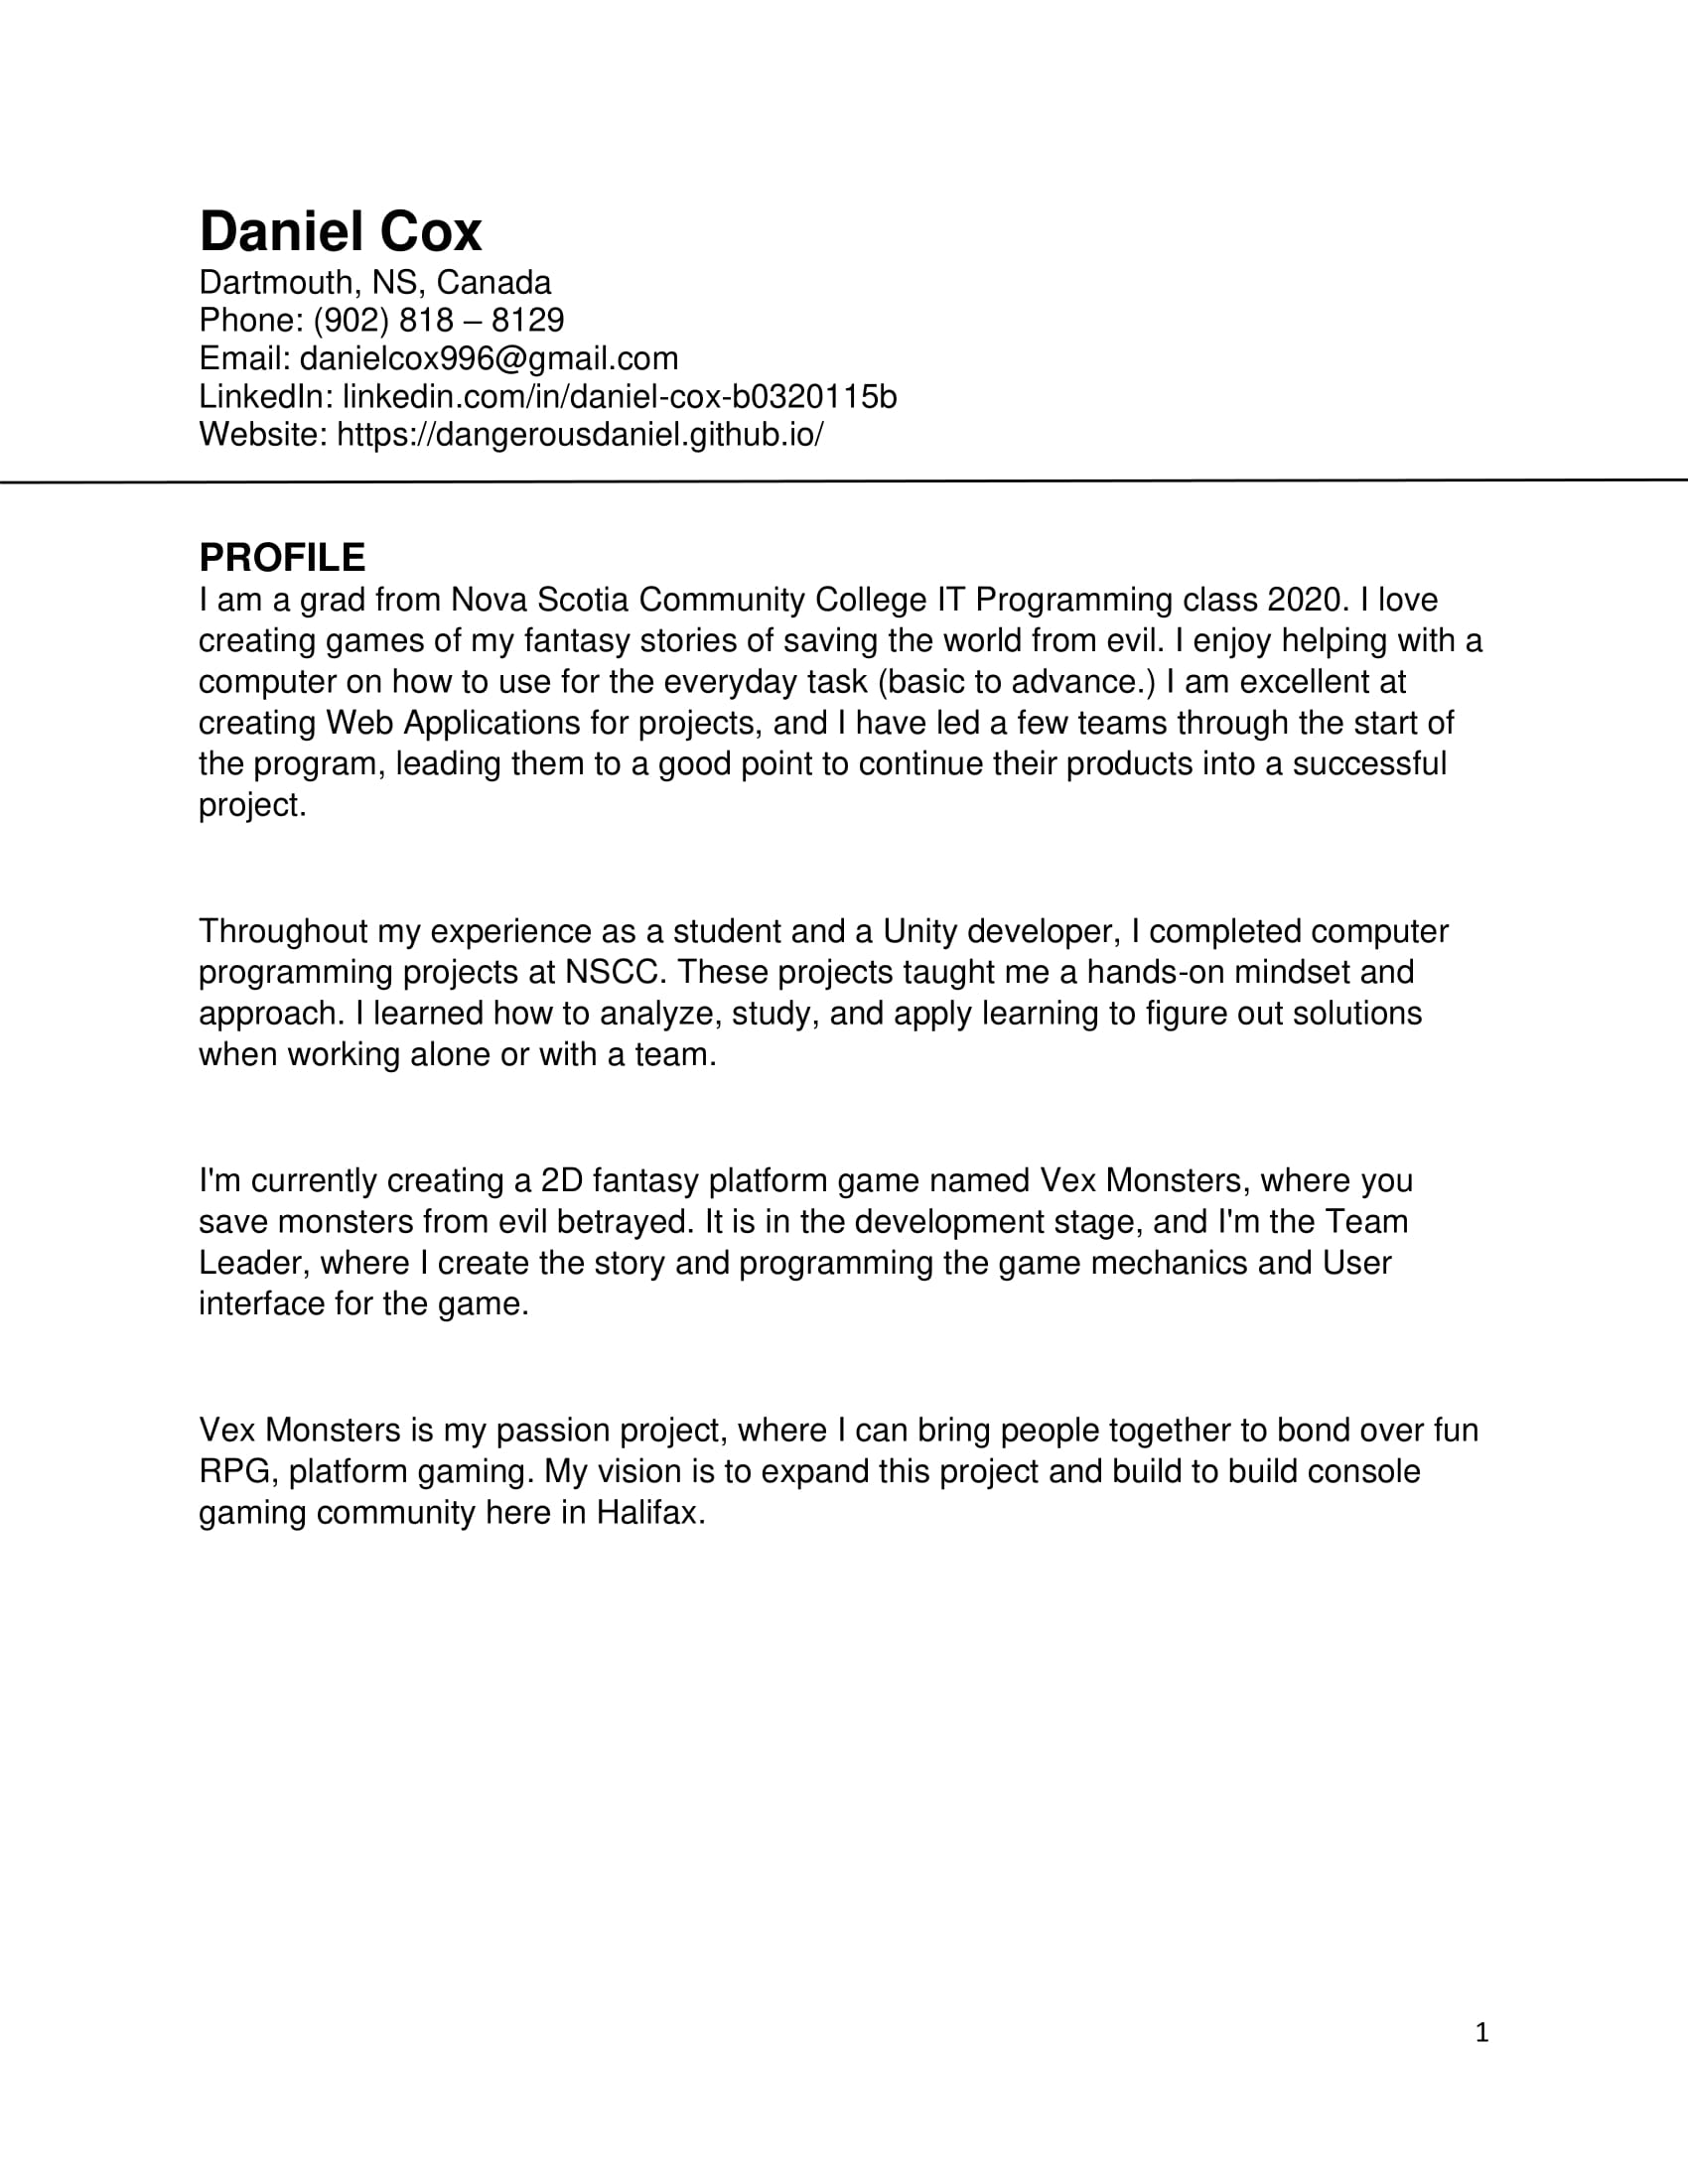 Daniel Cox
Dartmouth, NS, Canada
Phone: (902) 818 – 8129
Email: danielcox996@gmail.com
LinkedIn: linkedin.com/in/daniel-cox-b0320115b
Website: https://dangerousdaniel.github.io/
PROFILE
I am a grad from Nova Scotia Community College IT Programming class 2020. I love
creating games of my fantasy stories of saving the world from evil. I enjoy helping with a
computer on how to use for the everyday task (basic to advance.) I am excellent at
creating Web Applications for projects, and I have led a few teams through the start of
the program, leading them to a good point to continue their products into a successful
project.
Throughout my experience as a student and a Unity developer, I completed computer
programming projects at NSCC. These projects taught me a hands-on mindset and
approach. I learned how to analyze, study, and apply learning to figure out solutions
when working alone or with a team.
I'm currently creating a 2D fantasy platform game named Vex Monsters, where you
save monsters from evil betrayed. It is in the development stage, and I'm the Team
Leader, where I create the story and programming the game mechanics and User
interface for the game.
Vex Monsters is my passion project, where I can bring people together to bond over fun
RPG, platform gaming. My vision is to expand this project and build to build console
gaming community here in Halifax.
1